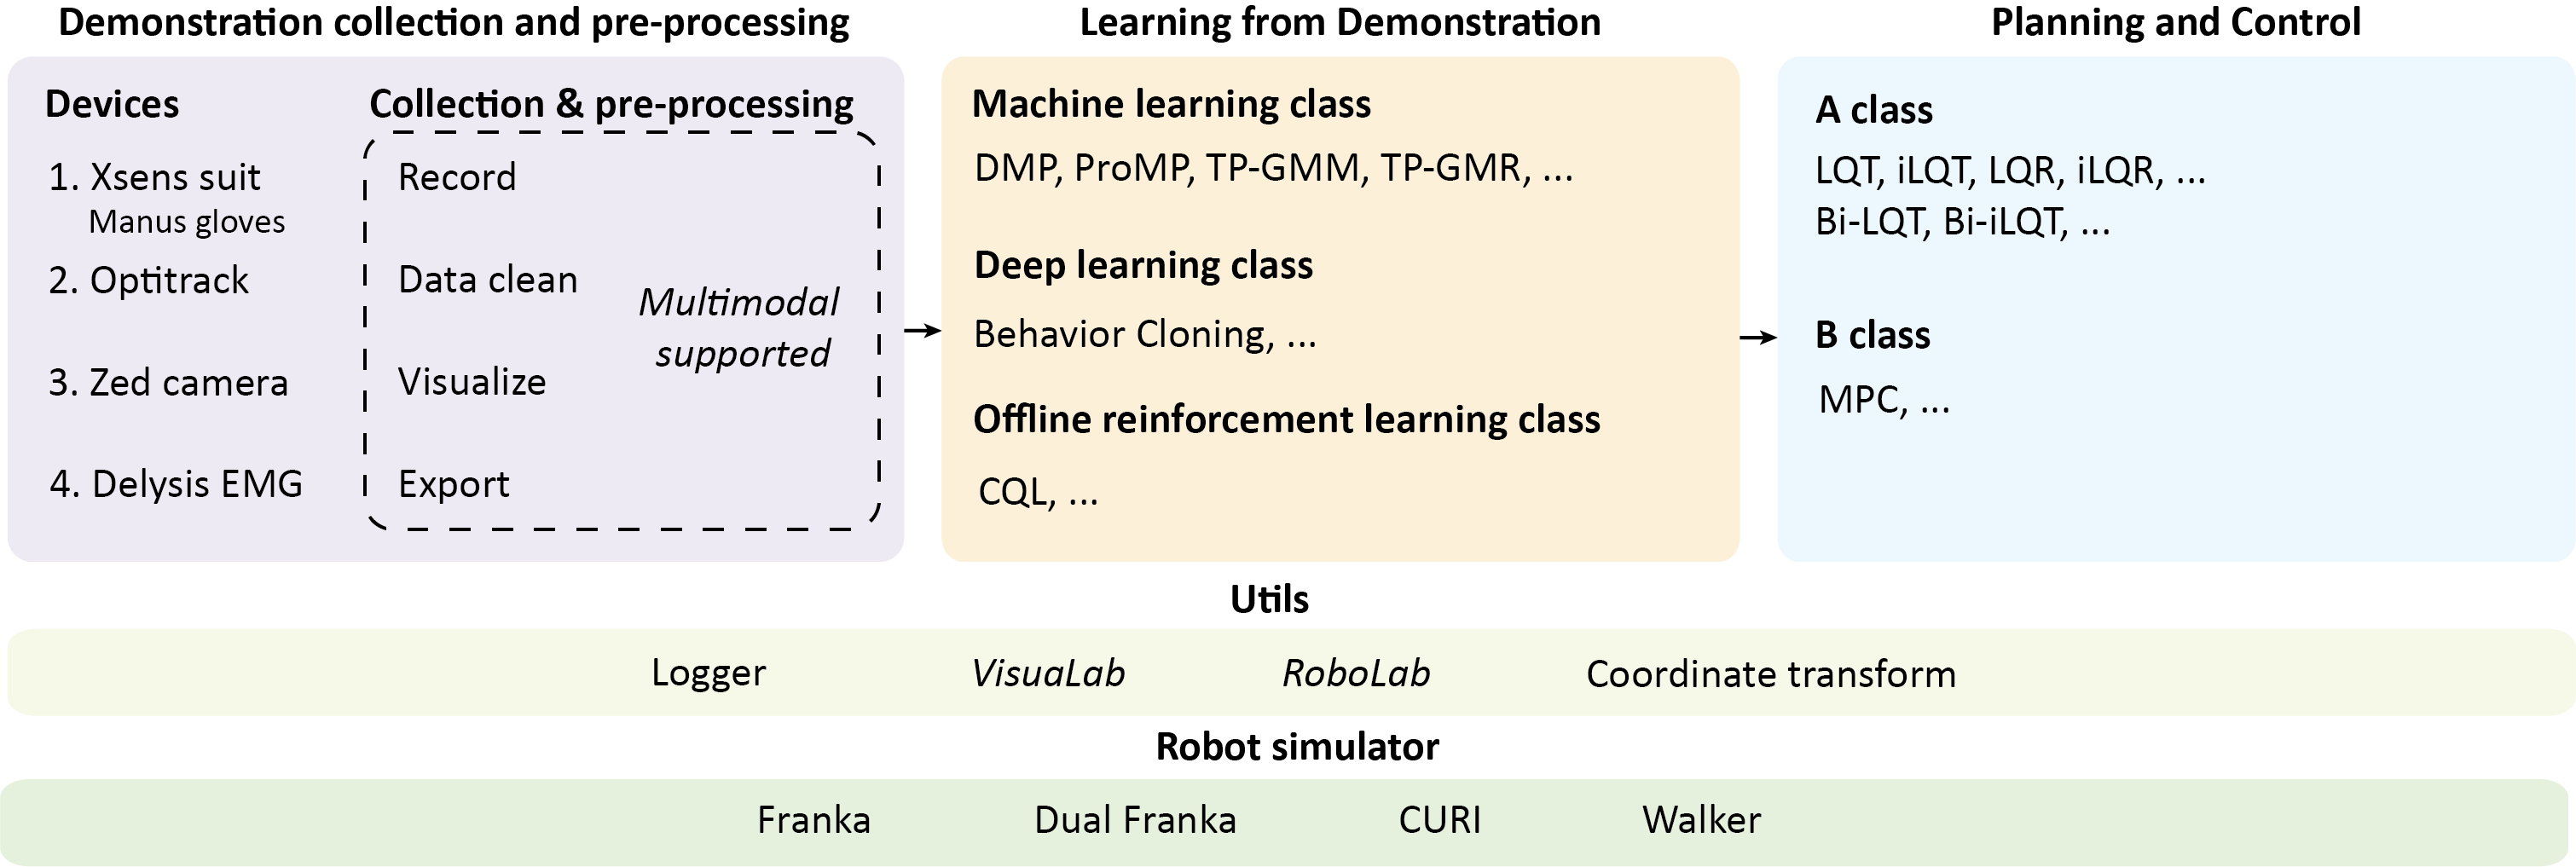 Demonstration collection and pre-processing
Devices
Collection & pre-processing
1. Xsens suit
Manus gloves
2. Optitrack
3. Zed camera
4. Delysis EMG
Record
Data clean
Visualize
Export
Multimodal
supported
Learning from Demonstration
Machine learning class
DMP, ProMP, TP-GMM, TP-GMR, ...
Deep learning class
Behavior Cloning, ...
Offline reinforcement learning class
CQL, ...
Planning and Control
A class
LQT, iLQT, LQR, iLQR, ...
Bi-LQT, Bi-iLQT, ...
B class
MPC, ...
Utils
Logger VisuaLab RoboLab Coordinate transform
Robot simulator
Franka Dual Franka CURI Walker